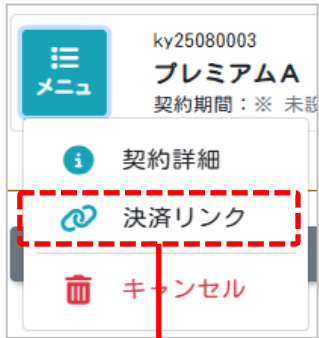 メニュー
ky25080003
プレミアムA
契約期間：※ 未設
契約詳細
決済リンク
キャンセル